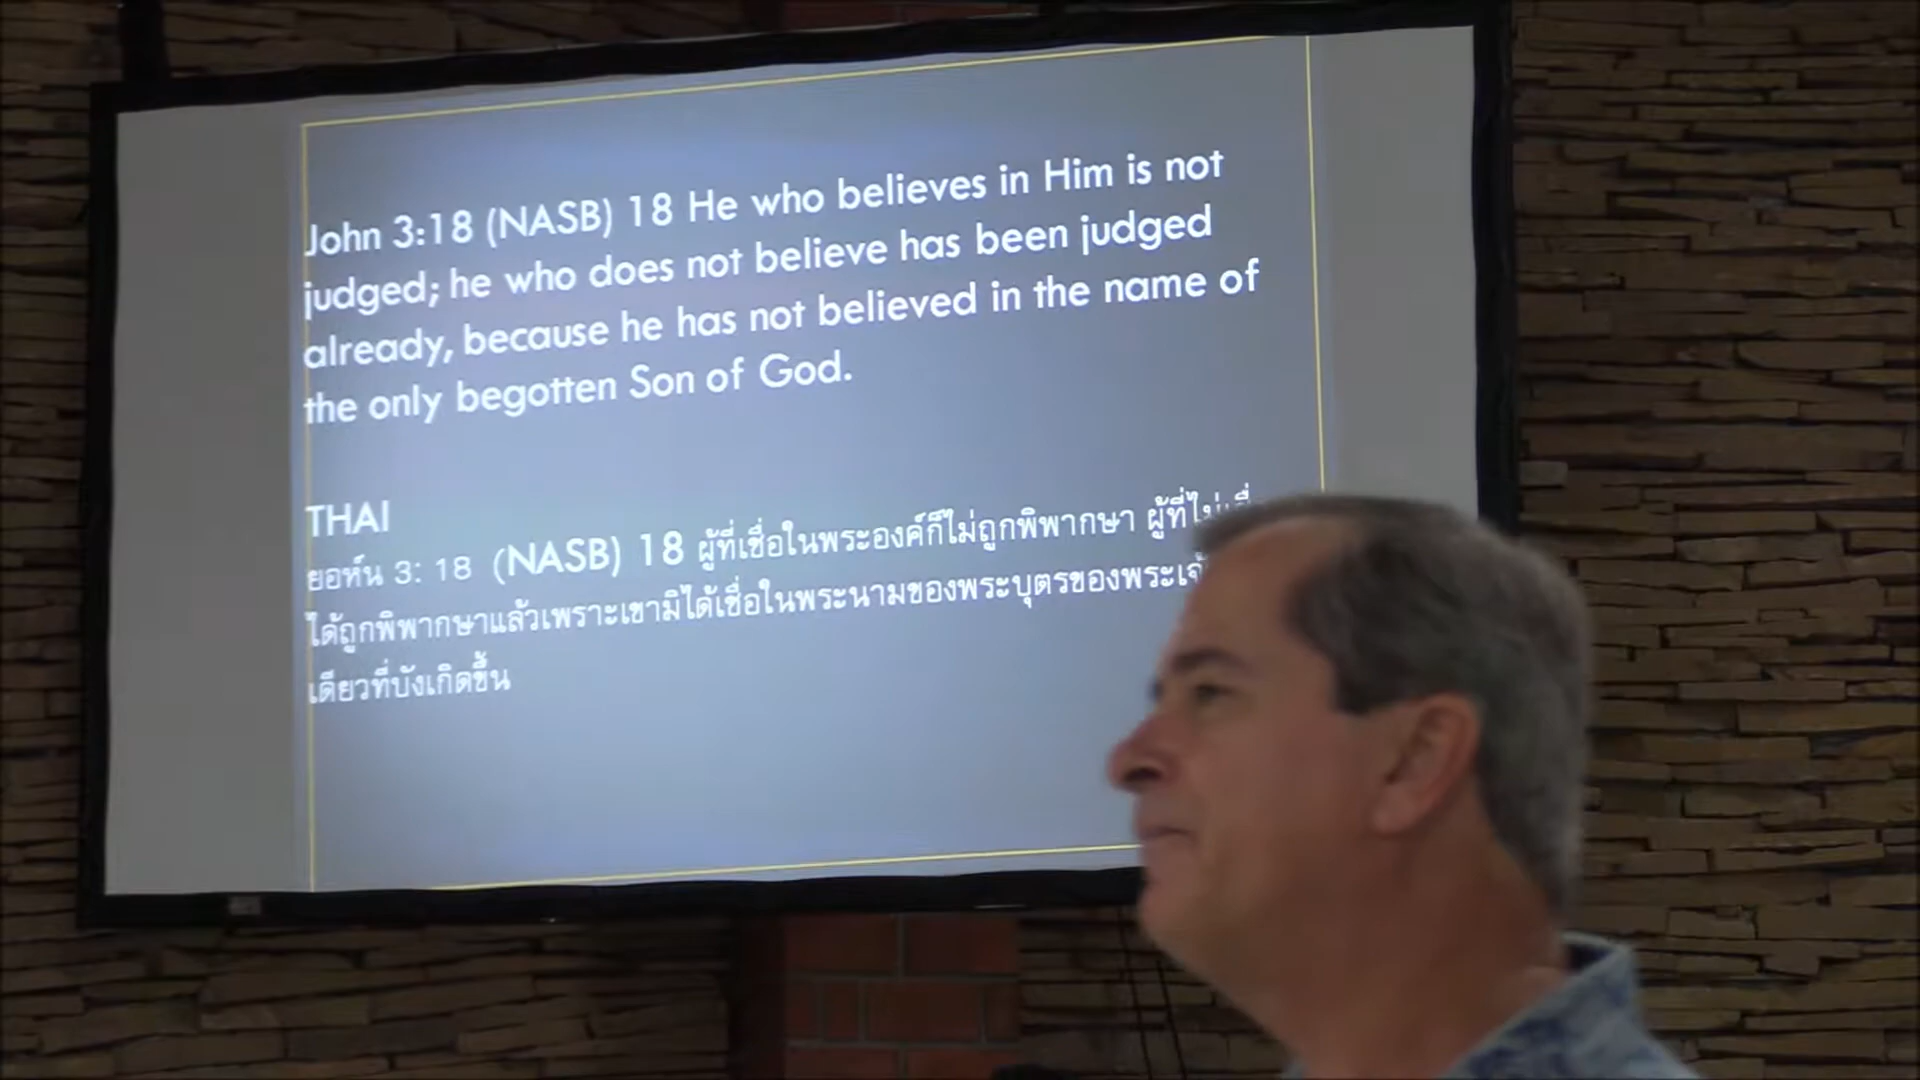 John 3:18 (NASB) 18 He who believes in Him is not
judged; he who does not believe has been judged
already, because he has not believed in the name of
the only begotten Son of God.
THAI
ยอห์น 3: 18 (NASB) 18 ผู้ที่เชื่อในพระองค์ก็ไม่ถูกพิพากษา ผู้ที่
ได้ถูกพิพากษาแล้วเพราะเขามิได้เชื่อในพระนามของพระบุตรของ
เดียวที่บังเกิดขึ้น